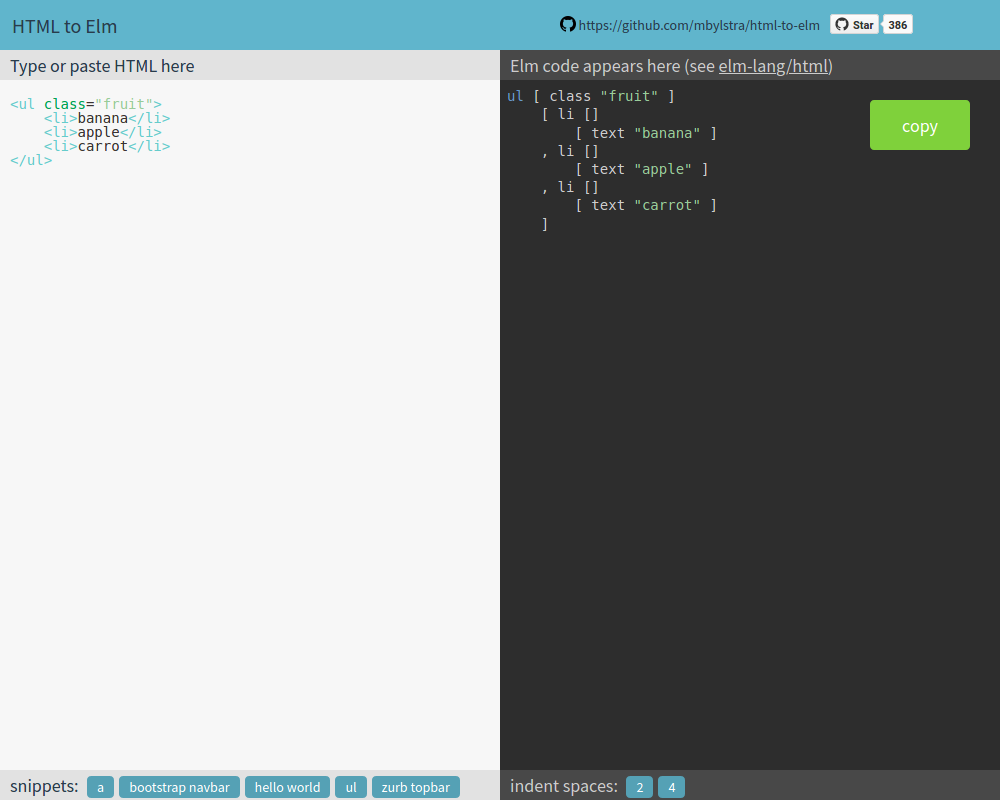 HTML to Elm
https://github.com/mbylstra/html-to-elm Star 386
Type or paste HTML here
<ul class="fruit">
    <li>banana</li>
    <li>apple</li>
    <li>carrot</li>
</ul>
Elm code appears here (see elm-lang/html)
ul [ class "fruit" ]
    [ li []
        [ text "banana" ]
    , li []
        [ text "apple" ]
    , li []
        [ text "carrot" ]
    ]
copy
snippets: a bootstrap navbar hello world ul zurb topbar
indent spaces: 2 4